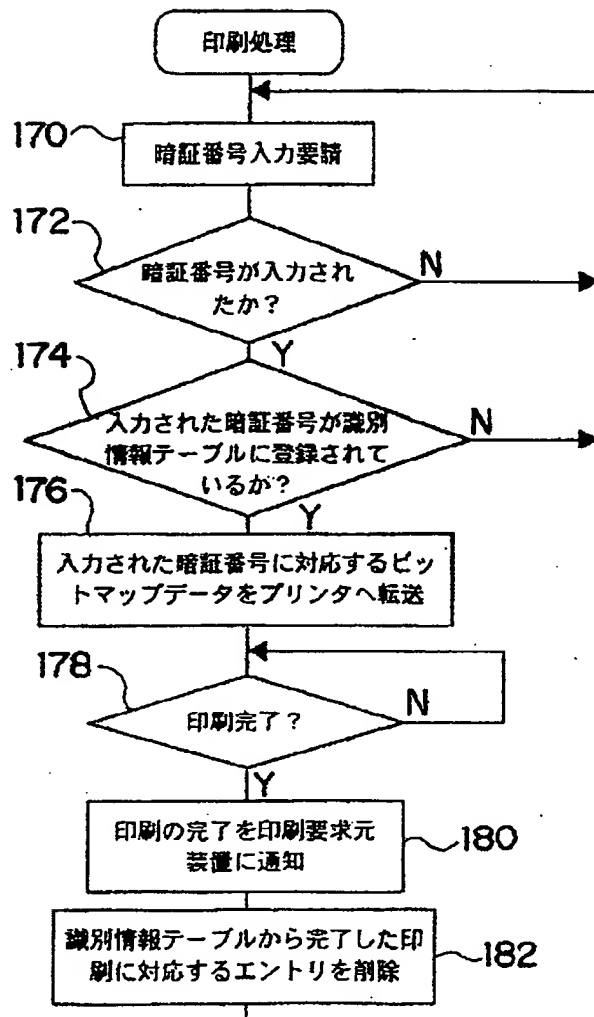 印刷処理
170
暗証番号入力要請
172
暗証番号が入力され
たか？
N
Y
174
入力された暗証番号が識別
情報テーブルに登録されて
いるか？
N
Y
176
入力された暗証番号に対応するビッ
トマップデータをプリンタへ転送
178
印刷完了？
N
Y
印刷の完了を印刷要求元
装置に通知
180
識別情報テーブルから完了した印
刷に対応するエントリを削除
182